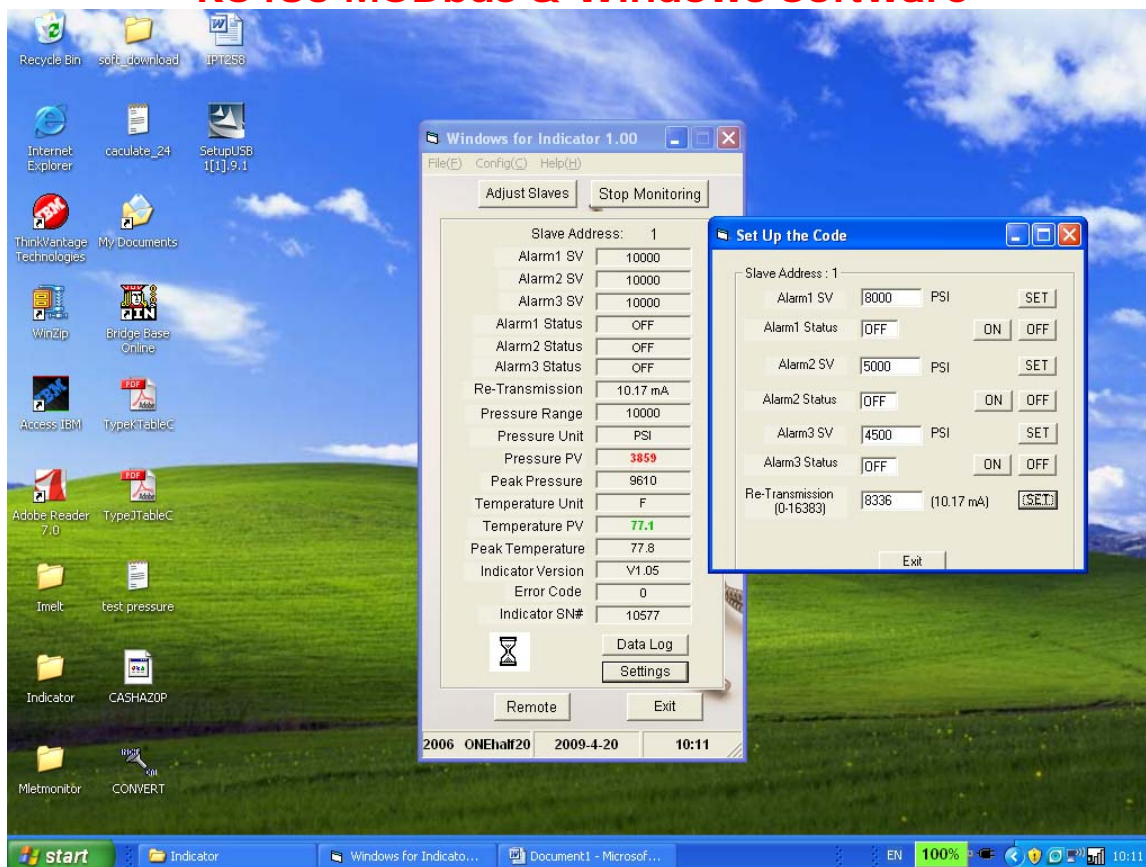 RS485 MODbus & Windows software
Recycle Bin
soft_download
IPT258
Internet
Explorer
caculate_24
SetupUSB
1[1].9.1
ThinkVantage
Technologies
My Documents
WinZip
Bridge Base
Online
Access IBM
TypeKTableC
Adobe Reader
7.0
TypeJTableC
Imelt
test pressure
Indicator
CASHAZOP
Mletmonitor
CONVERT
Windows for Indicator 1.00
File(F) Config(C) Help(H)
Adjust Slaves Stop Monitoring
Slave Address: 1
Alarm1 SV 10000
Alarm2 SV 10000
Alarm3 SV 10000
Alarm1 Status OFF
Alarm2 Status OFF
Alarm3 Status OFF
Re-Transmission 10.17 mA
Pressure Range 10000
Pressure Unit PSI
Pressure PV 3859
Peak Pressure 9610
Temperature Unit F
Temperature PV 77.1
Peak Temperature 77.8
Indicator Version V1.05
Error Code 0
Indicator SN# 10577
Data Log
Settings
Remote Exit
2006 ONEhalf20 2009-4-20 10:11
Set Up the Code
Slave Address : 1
Alarm1 SV 8000 PSI SET
Alarm1 Status OFF ON OFF
Alarm2 SV 5000 PSI SET
Alarm2 Status OFF ON OFF
Alarm3 SV 4500 PSI SET
Alarm3 Status OFF ON OFF
Re-Transmission
(0-16383) 8336 (10.17 mA) SET
Exit
start Indicator Windows for Indicato... Document1 - Microsof... EN 100% 10:11